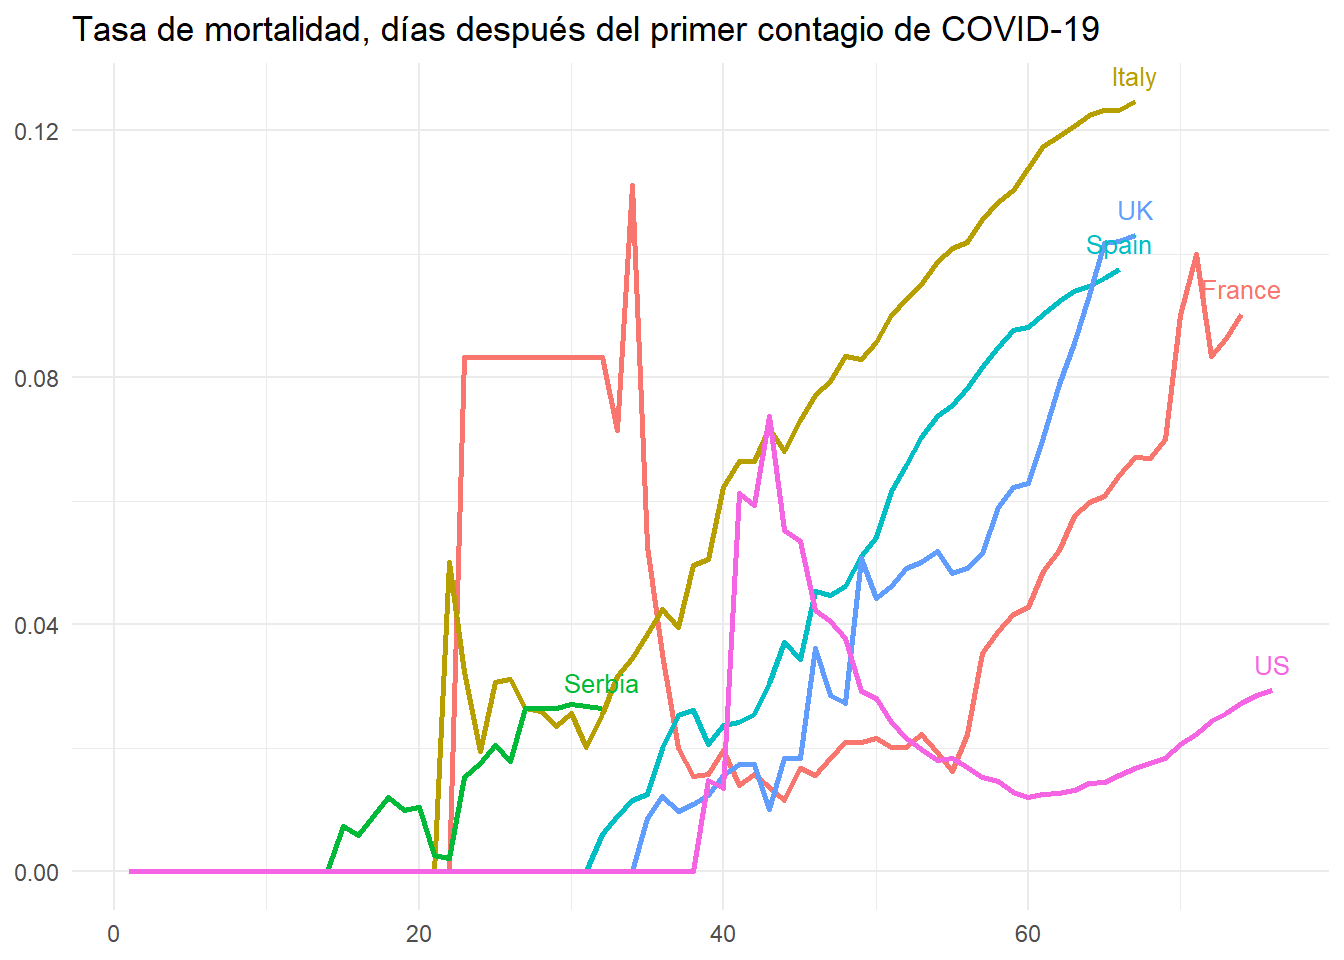 Tasa de mortalidad, días después del primer contagio de COVID-19
Italy
0.12
UK
Spain
France
0.08
US
Serbia
0.04
0.00
0 20 40 60